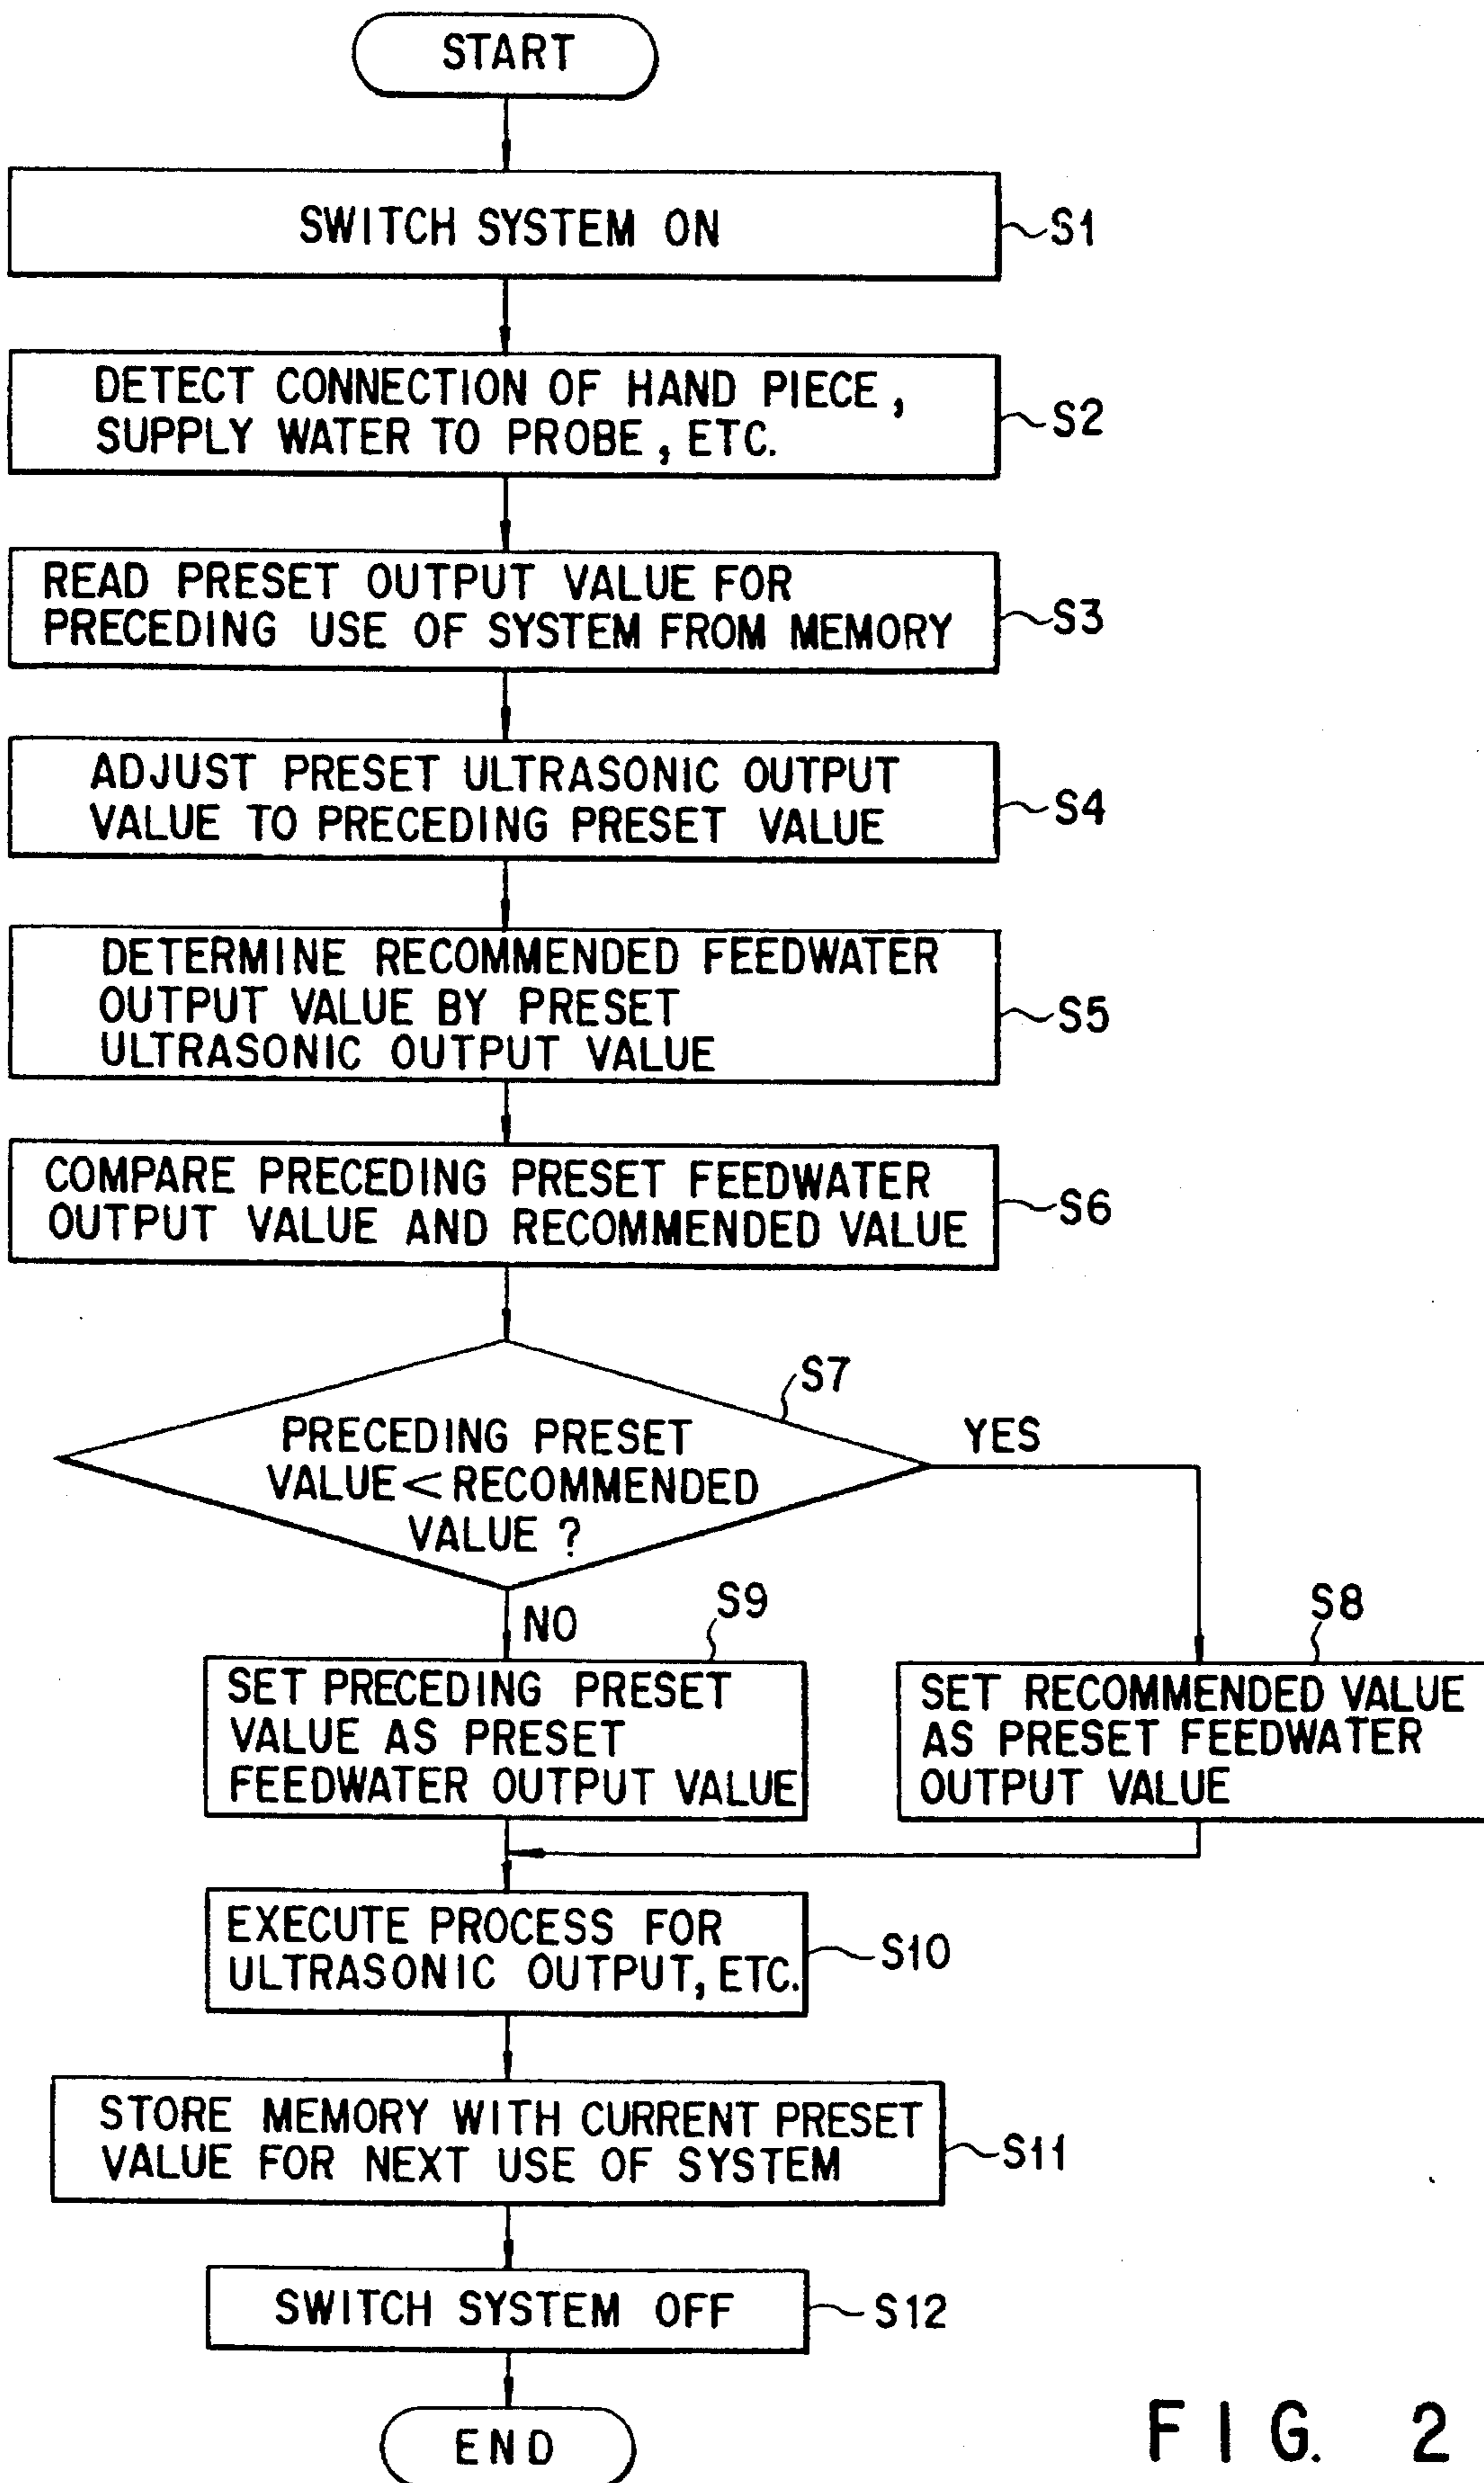 START
SWITCH SYSTEM ON
S1
DETECT CONNECTION OF HAND PIECE,
SUPPLY WATER TO PROBE, ETC.
S2
READ PRESET OUTPUT VALUE FOR
PRECEDING USE OF SYSTEM FROM MEMORY
S3
ADJUST PRESET ULTRASONIC OUTPUT
VALUE TO PRECEDING PRESET VALUE
S4
DETERMINE RECOMMENDED FEEDWATER
OUTPUT VALUE BY PRESET
ULTRASONIC OUTPUT VALUE
S5
COMPARE PRECEDING PRESET FEEDWATER
OUTPUT VALUE AND RECOMMENDED VALUE
S6
S7
PRECEDING PRESET
VALUE < RECOMMENDED
VALUE ?
YES
NO
S9
SET PRECEDING PRESET
VALUE AS PRESET
FEEDWATER OUTPUT VALUE
S8
SET RECOMMENDED VALUE
AS PRESET FEEDWATER
OUTPUT VALUE
EXECUTE PROCESS FOR
ULTRASONIC OUTPUT, ETC.
S10
STORE MEMORY WITH CURRENT PRESET
VALUE FOR NEXT USE OF SYSTEM
S11
SWITCH SYSTEM OFF
S12
END
FIG. 2